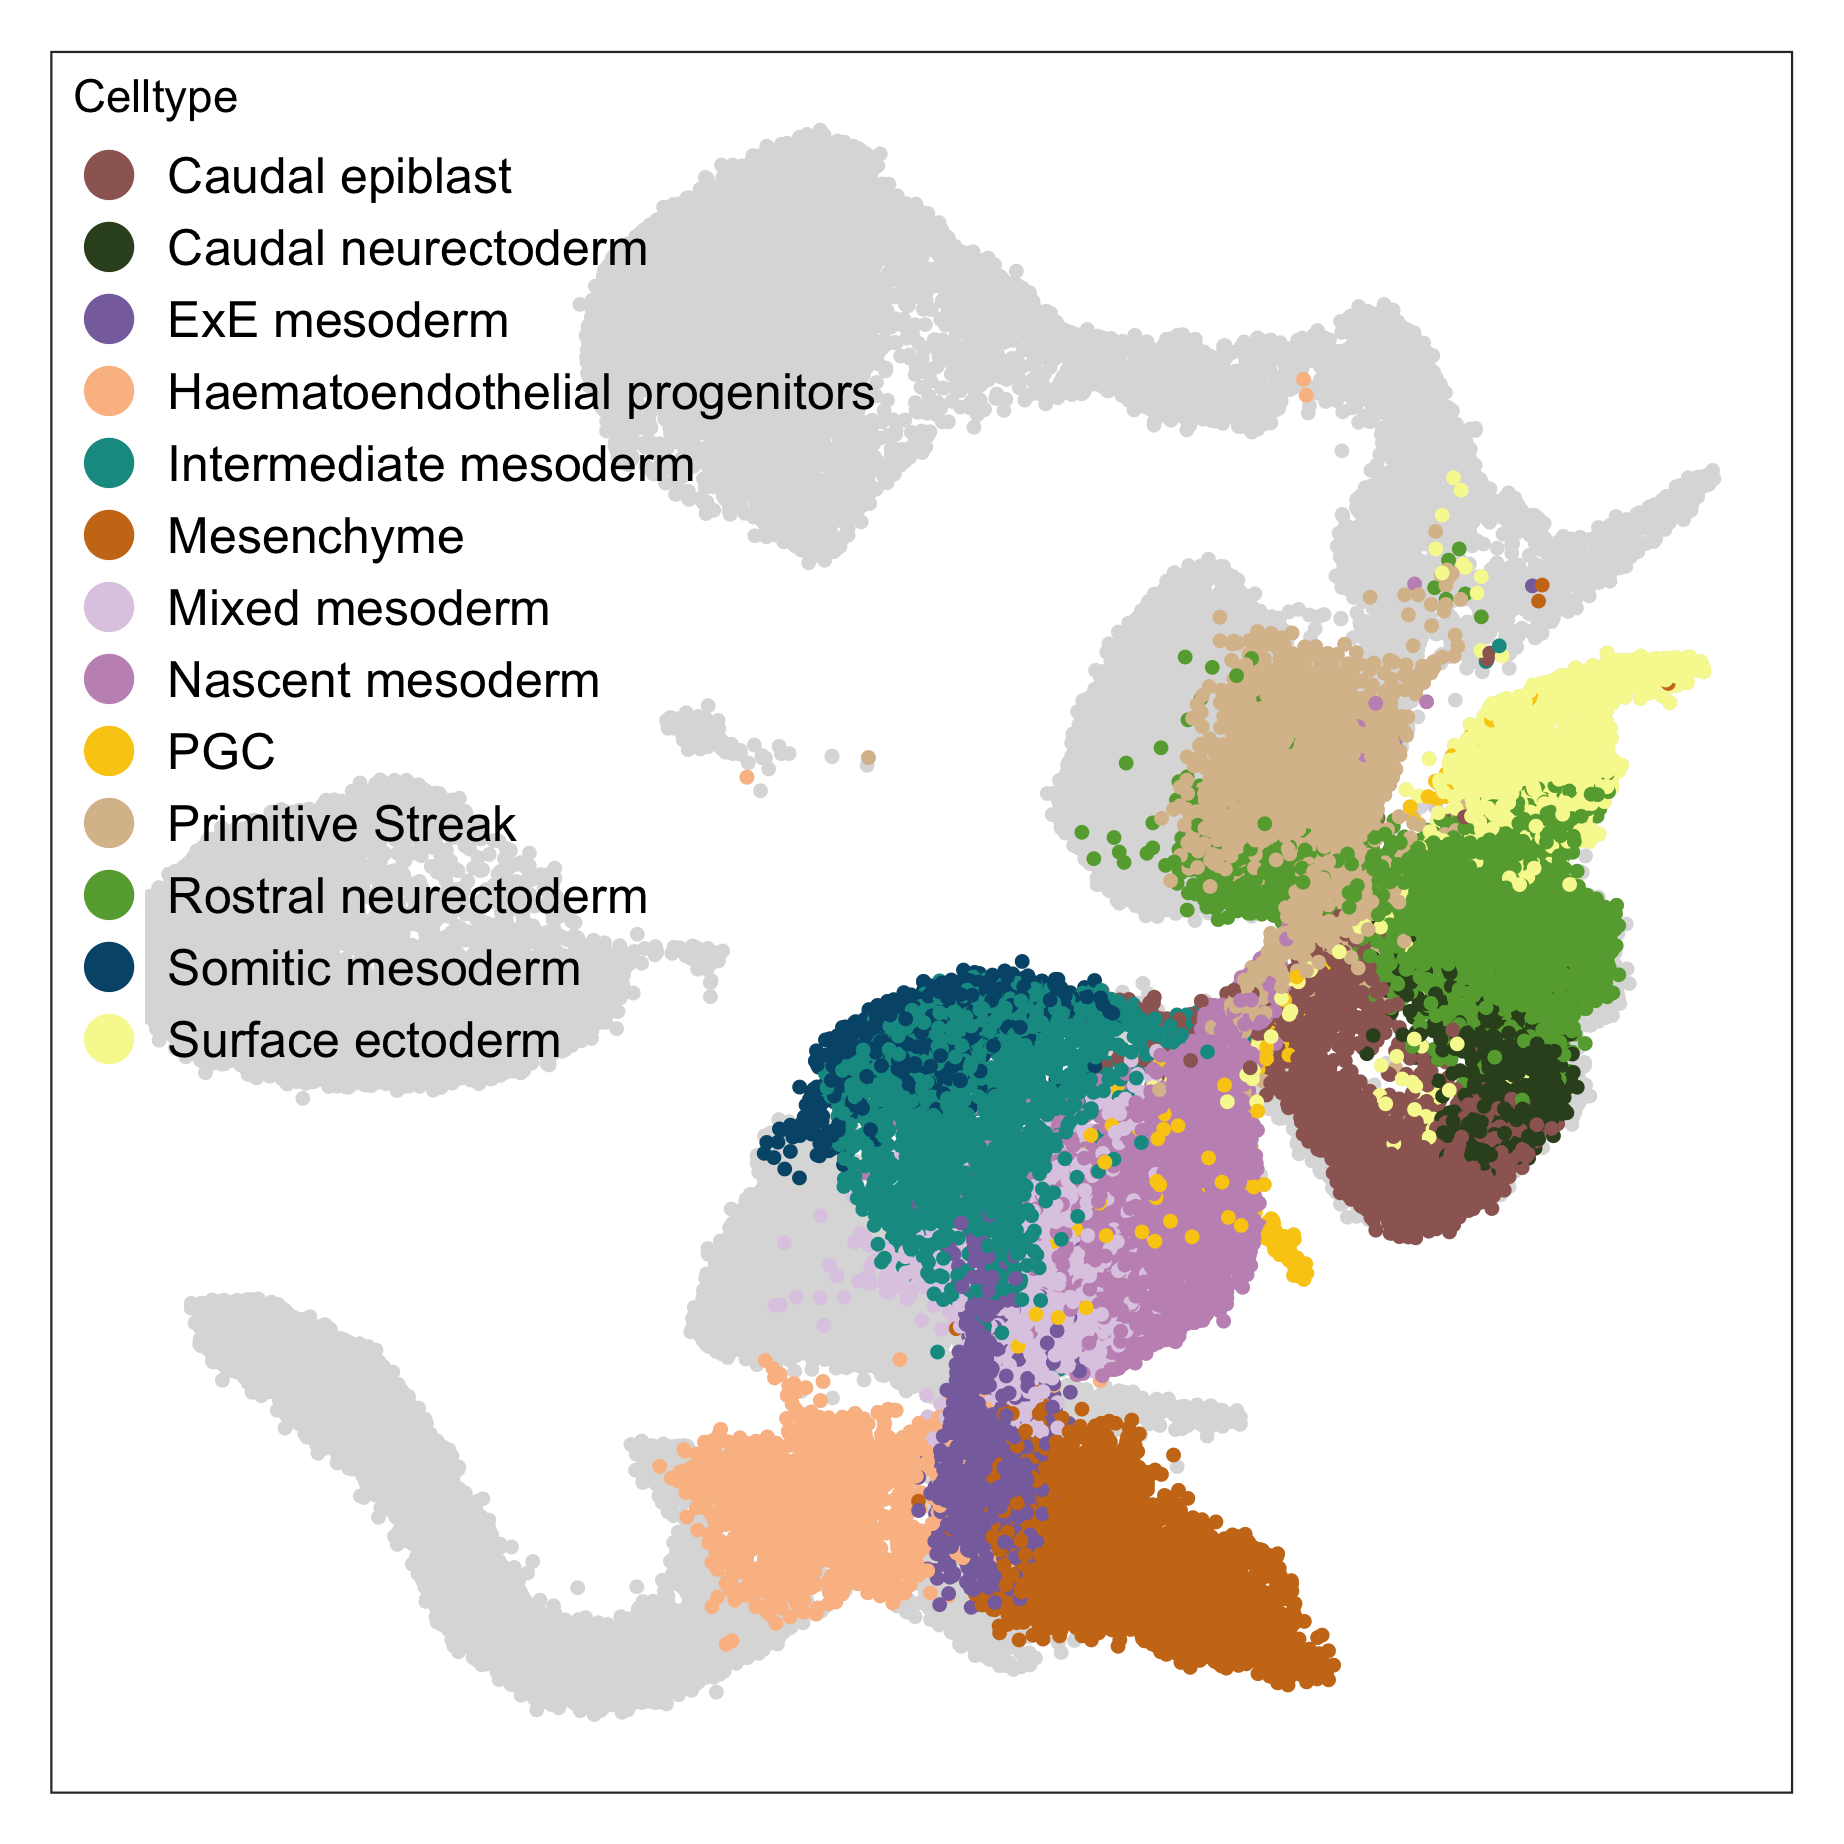 Celltype
Caudal epiblast
Caudal neurectoderm
ExE mesoderm
Haematoendothelial progenitors
Intermediate mesoderm
Mesenchyme
Mixed mesoderm
Nascent mesoderm
PGC
Primitive Streak
Rostral neurectoderm
Somitic mesoderm
Surface ectoderm